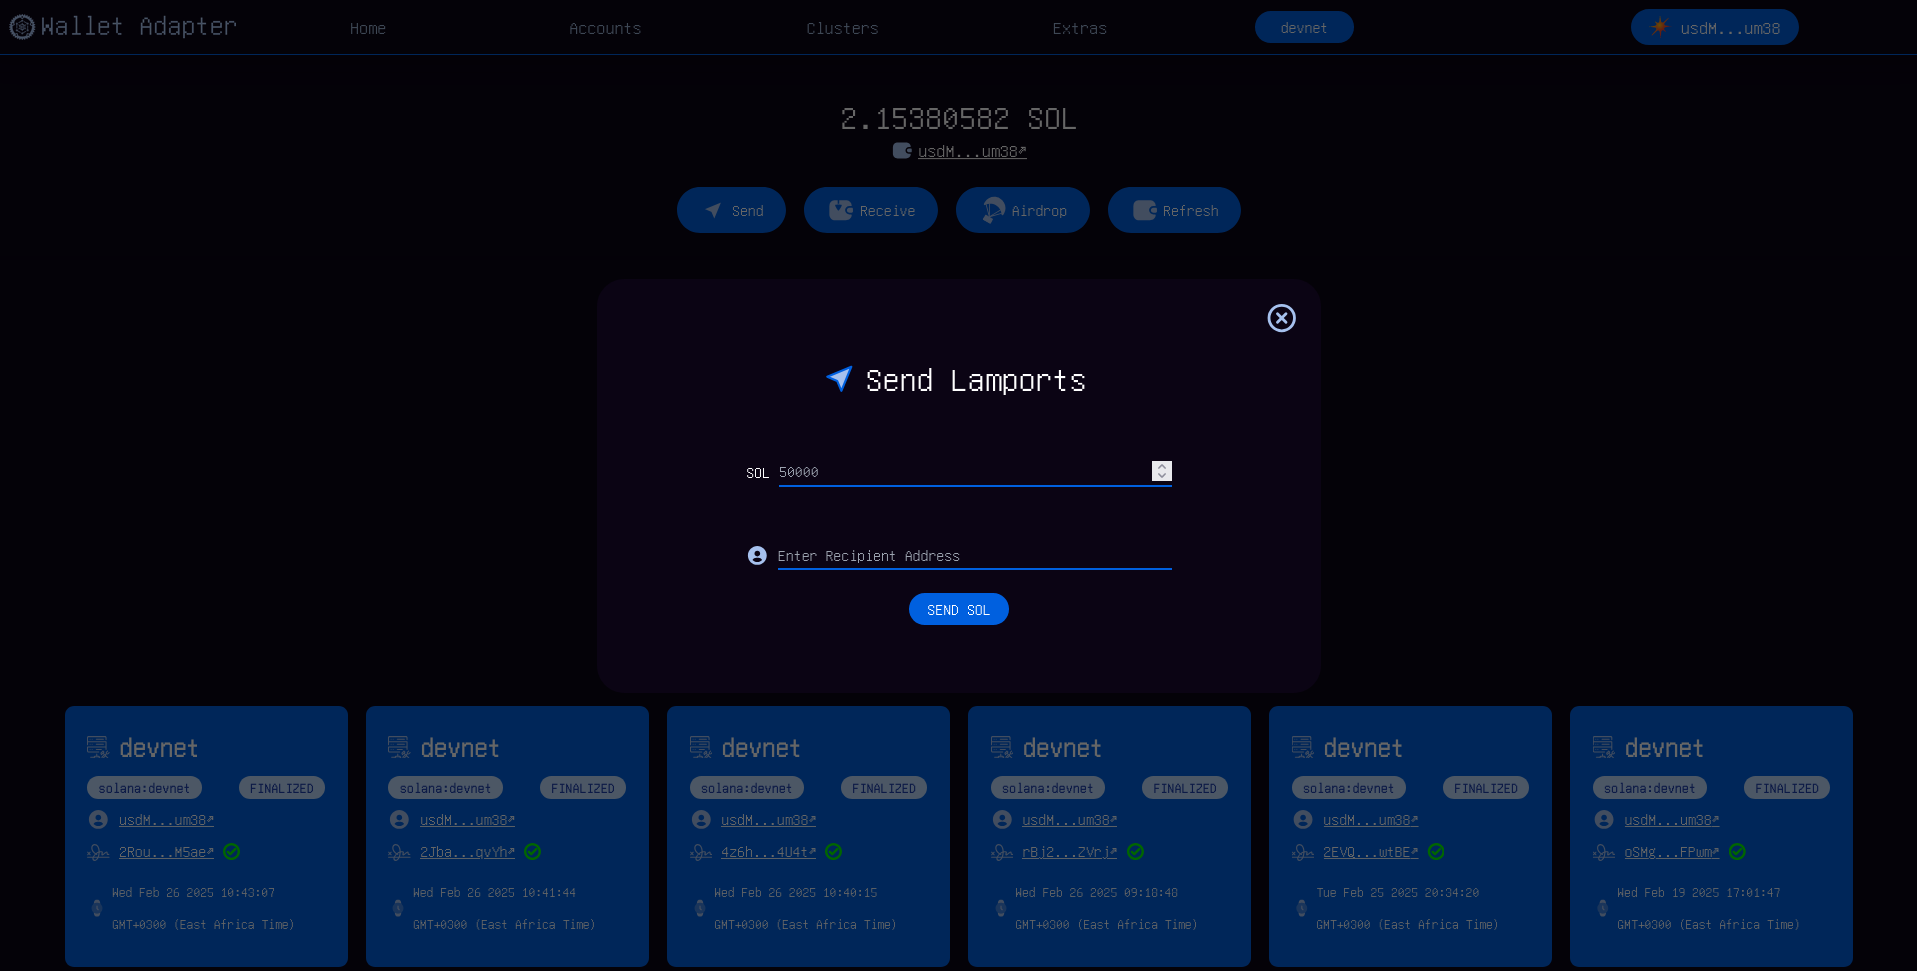 Wallet Adapter Home Accounts Clusters Extras devnet usdM...um38
2.15380582 SOL
usdM...um38↗
Send Receive Airdrop Refresh
Send Lamports
SOL 50000
Enter Recipient Address
SEND SOL
devnet devnet devnet devnet devnet devnet
solana:devnet FINALIZED solana:devnet FINALIZED solana:devnet FINALIZED solana:devnet FINALIZED solana:devnet FINALIZED solana:devnet FINALIZED
usdM...um38↗ usdM...um38↗ usdM...um38↗ usdM...um38↗ usdM...um38↗ usdM...um38↗
2Rou...M5ae↗ 2Jba...qvYh↗ 4z6h...4U4t↗ rBj2...ZVrj↗ 2EVQ...wtBE↗ oSMg...FPwm↗
Wed Feb 26 2025 10:43:07 Wed Feb 26 2025 10:41:44 Wed Feb 26 2025 10:40:15 Wed Feb 26 2025 09:18:48 Tue Feb 25 2025 20:34:20 Wed Feb 19 2025 17:01:47
GMT+0300 (East Africa Time) GMT+0300 (East Africa Time) GMT+0300 (East Africa Time) GMT+0300 (East Africa Time) GMT+0300 (East Africa Time) GMT+0300 (East Africa Time)